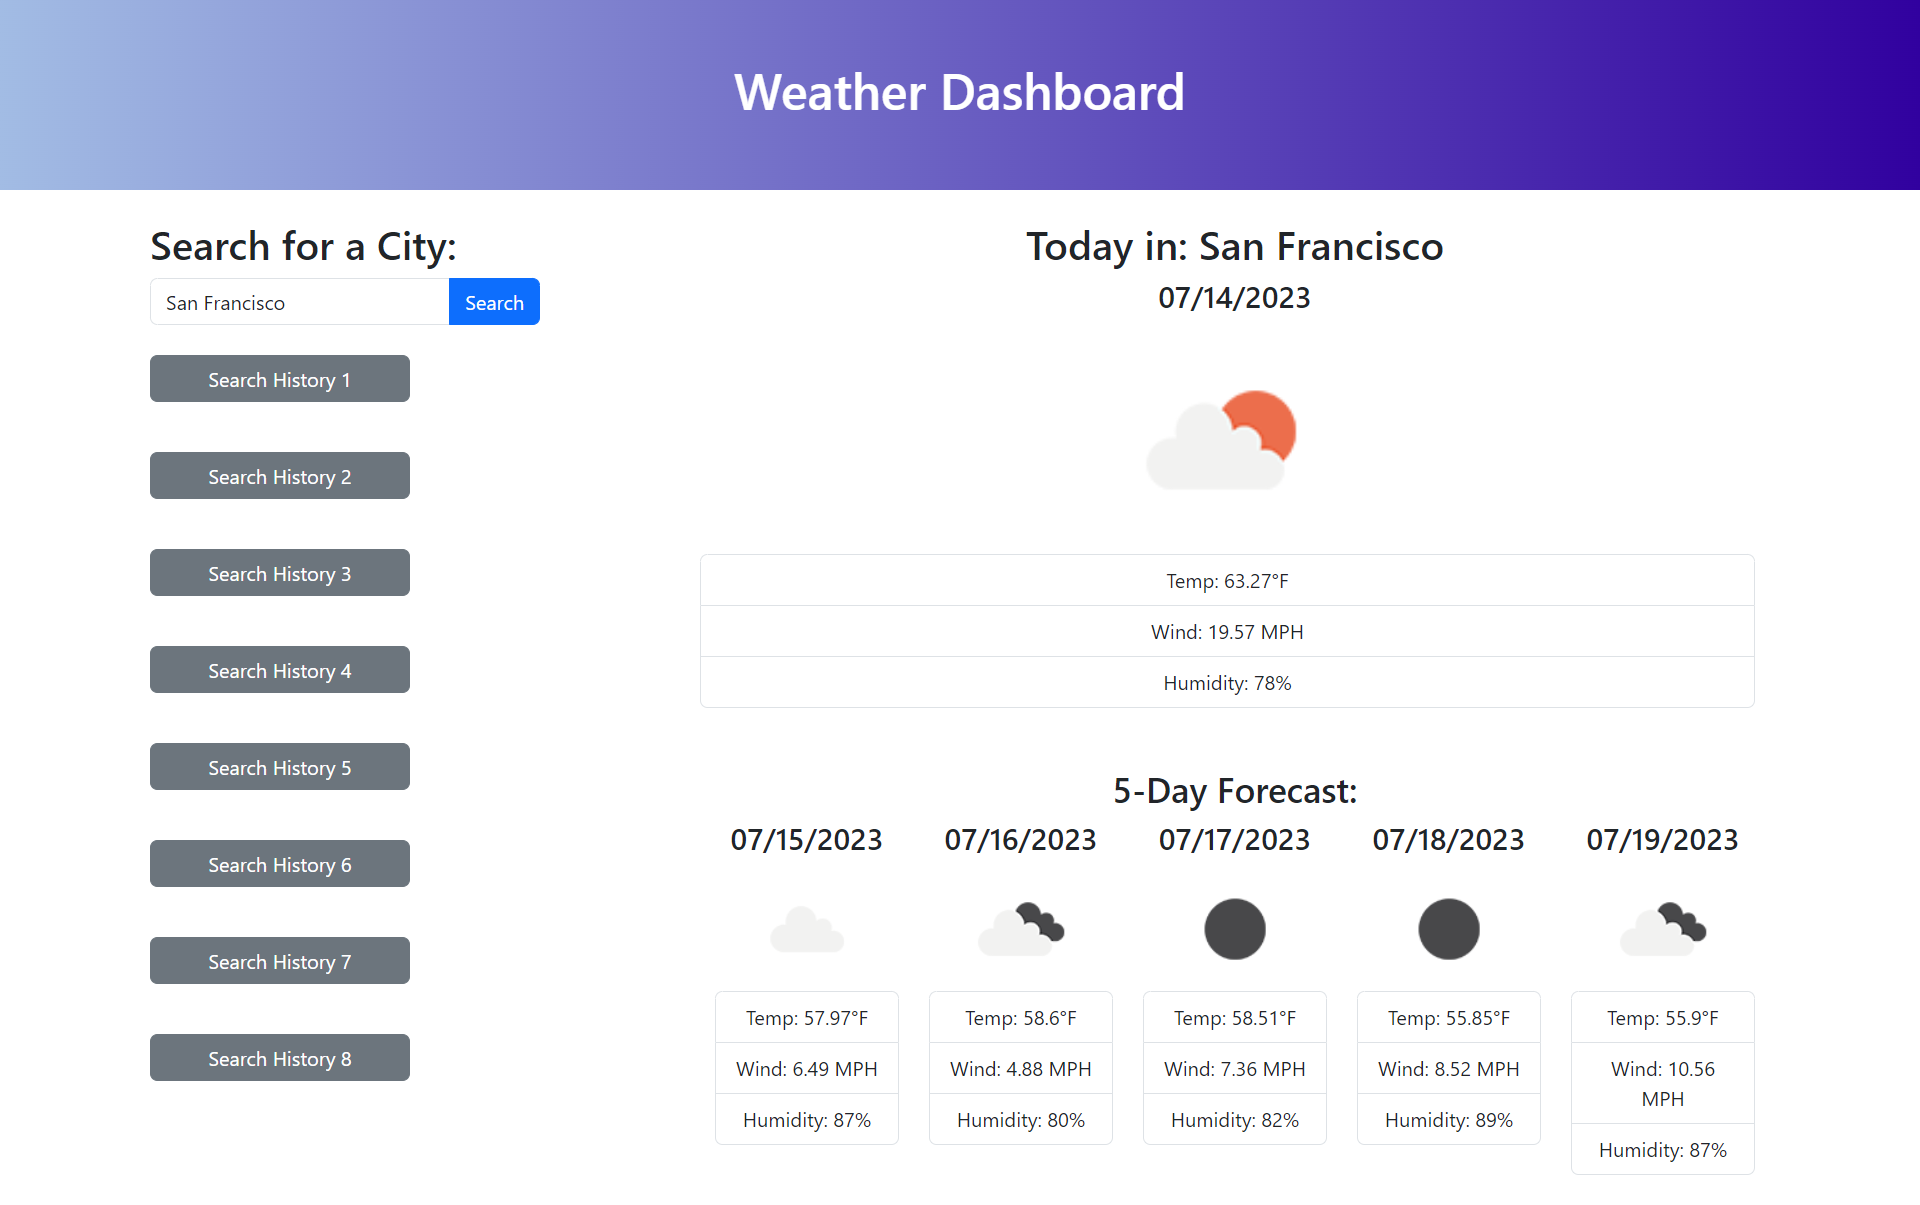 Weather Dashboard
Search for a City:
San Francisco
Search
Search History 1
Search History 2
Search History 3
Search History 4
Search History 5
Search History 6
Search History 7
Search History 8
Today in: San Francisco
07/14/2023
Temp: 63.27°F
Wind: 19.57 MPH
Humidity: 78%
5-Day Forecast:
07/15/2023
Temp: 57.97°F
Wind: 6.49 MPH
Humidity: 87%
07/16/2023
Temp: 58.6°F
Wind: 4.88 MPH
Humidity: 80%
07/17/2023
Temp: 58.51°F
Wind: 7.36 MPH
Humidity: 82%
07/18/2023
Temp: 55.85°F
Wind: 8.52 MPH
Humidity: 89%
07/19/2023
Temp: 55.9°F
Wind: 10.56
MPH
Humidity: 87%